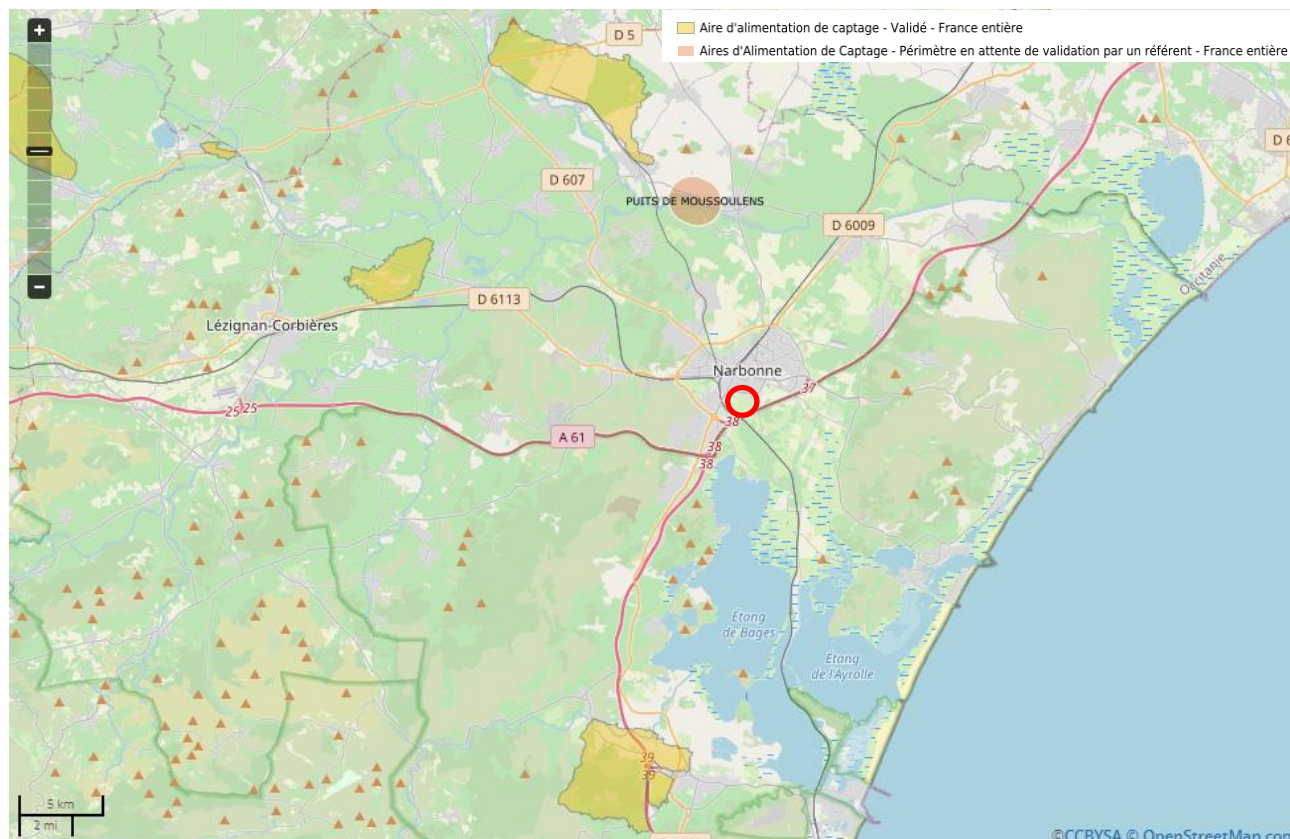 +
Aire d'alimentation de captage - Validé - France entière
Aires d'Alimentation de Captage - Périmètre en attente de validation par un référent - France entière
D 5
D 607
PUITS DE MOUSSOULENS
D 6009
Occitanie
D 6113
Lézignan-Corbières
Narbonne
37
25
25
38
A 61
38
38
Étang
de Bages
Étang
de l'Ayrolle
39
39
5 km
2 mi
©CCBYSA © OpenStreetMap.com